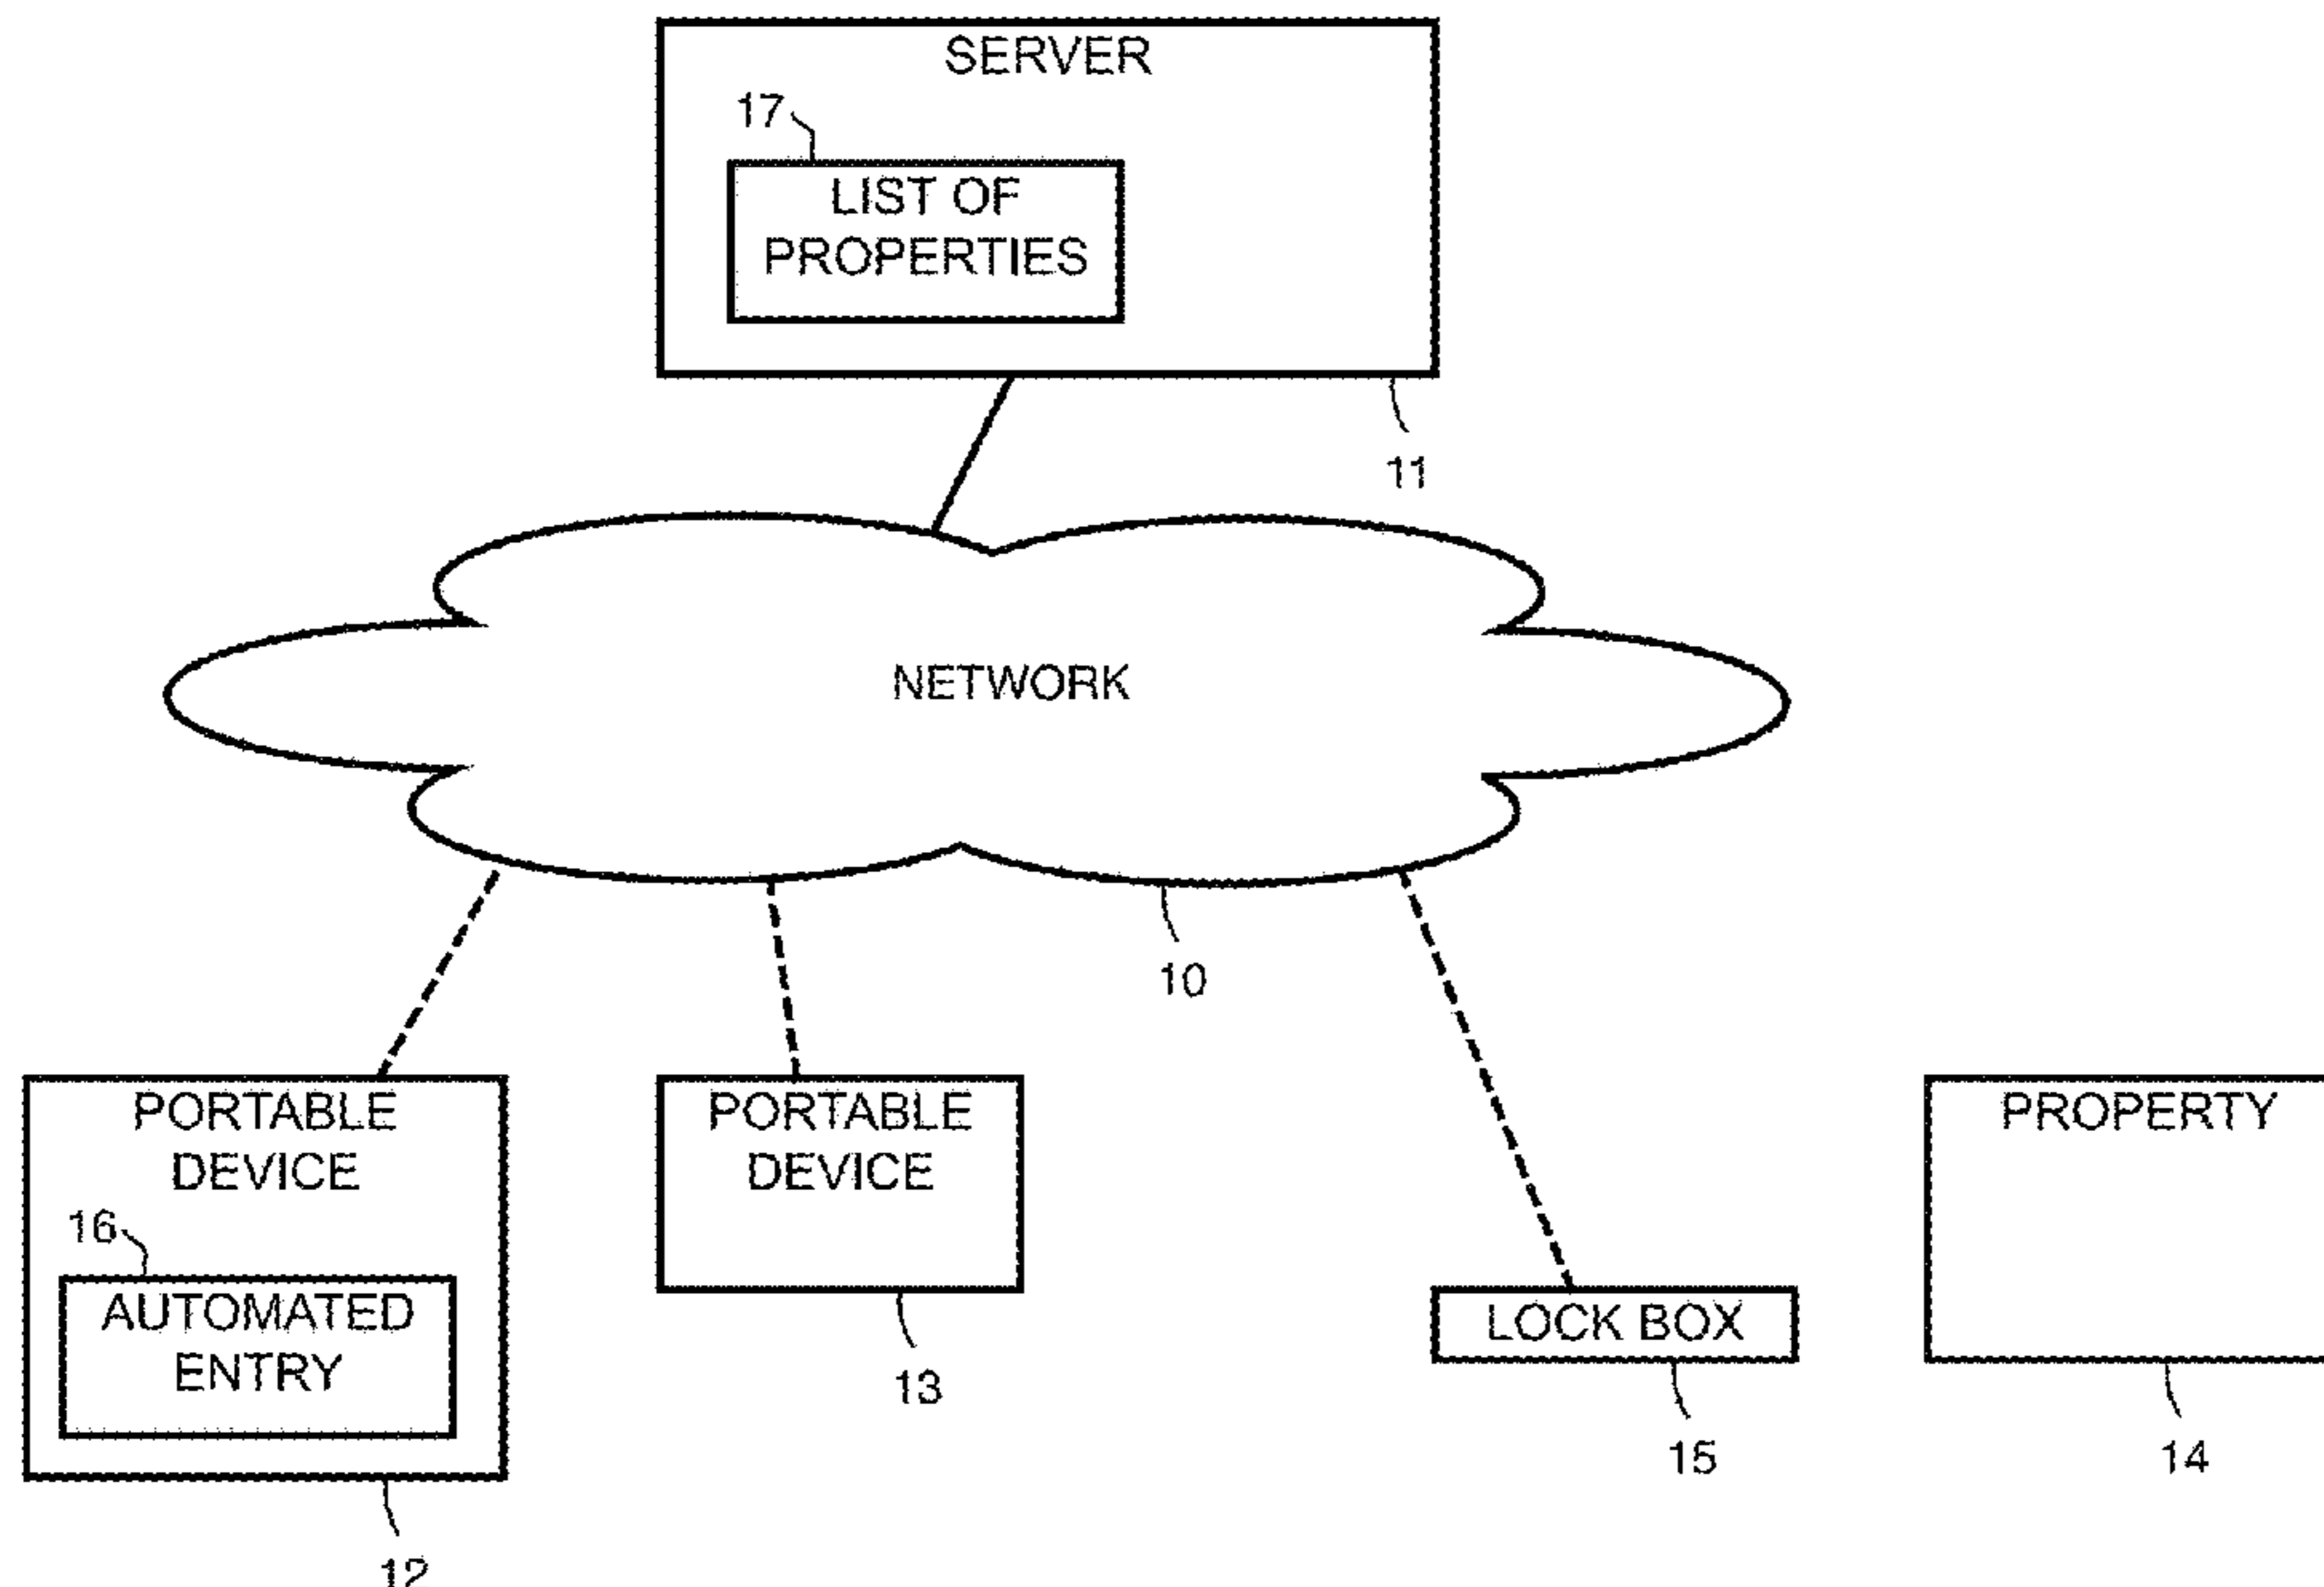 SERVER
17
LIST OF
PROPERTIES
11
NETWORK
10
PORTABLE
DEVICE
16
AUTOMATED
ENTRY
12
PORTABLE
DEVICE
13
LOCK BOX
15
PROPERTY
14